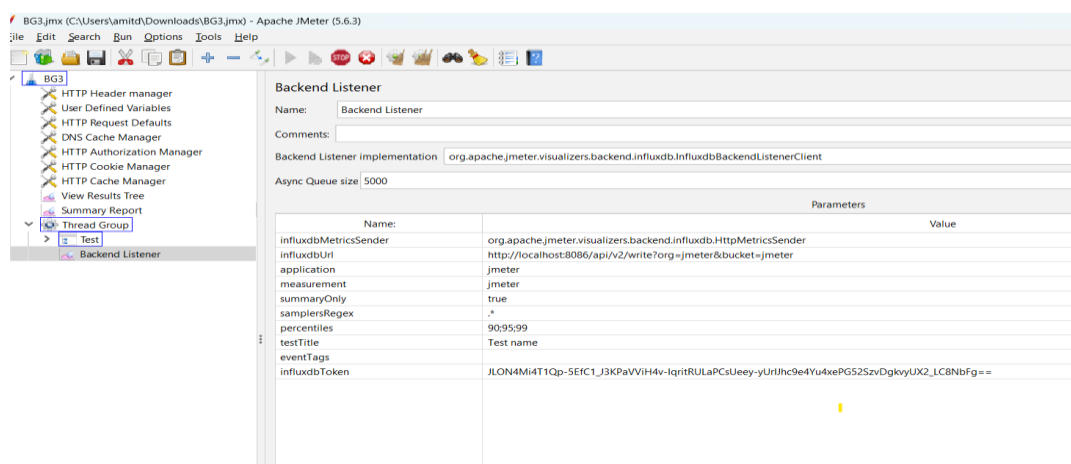 BG3.jmx (C:\Users\amitd\Downloads\BG3.jmx) - Apache JMeter (5.6.3)
File Edit Search Run Options Tools Help
STOP
BG3
HTTP Header manager
User Defined Variables
HTTP Request Defaults
DNS Cache Manager
HTTP Authorization Manager
HTTP Cookie Manager
HTTP Cache Manager
View Results Tree
Summary Report
Thread Group
Test
Backend Listener
Backend Listener
Name: Backend Listener
Comments:
Backend Listener implementation org.apache.jmeter.visualizers.backend.influxdb.InfluxdbBackendListenerClient
Async Queue size 5000
Parameters
Name: Value
influxdbMetricsSender org.apache.jmeter.visualizers.backend.influxdb.HttpMetricsSender
influxdbUrl http://localhost:8086/api/v2/write?org=jmeter&bucket=jmeter
application jmeter
measurement jmeter
summaryOnly true
samplersRegex .*
percentiles 90;95;99
testTitle Test name
eventTags
influxdbToken JLON4Mi4T1Qp-5EfC1_J3KPaVViH4v-IqritRULaPCsUeey-yUrlJhc9e4Yu4xePG52SzvDgkvyUX2_LC8NbFg==